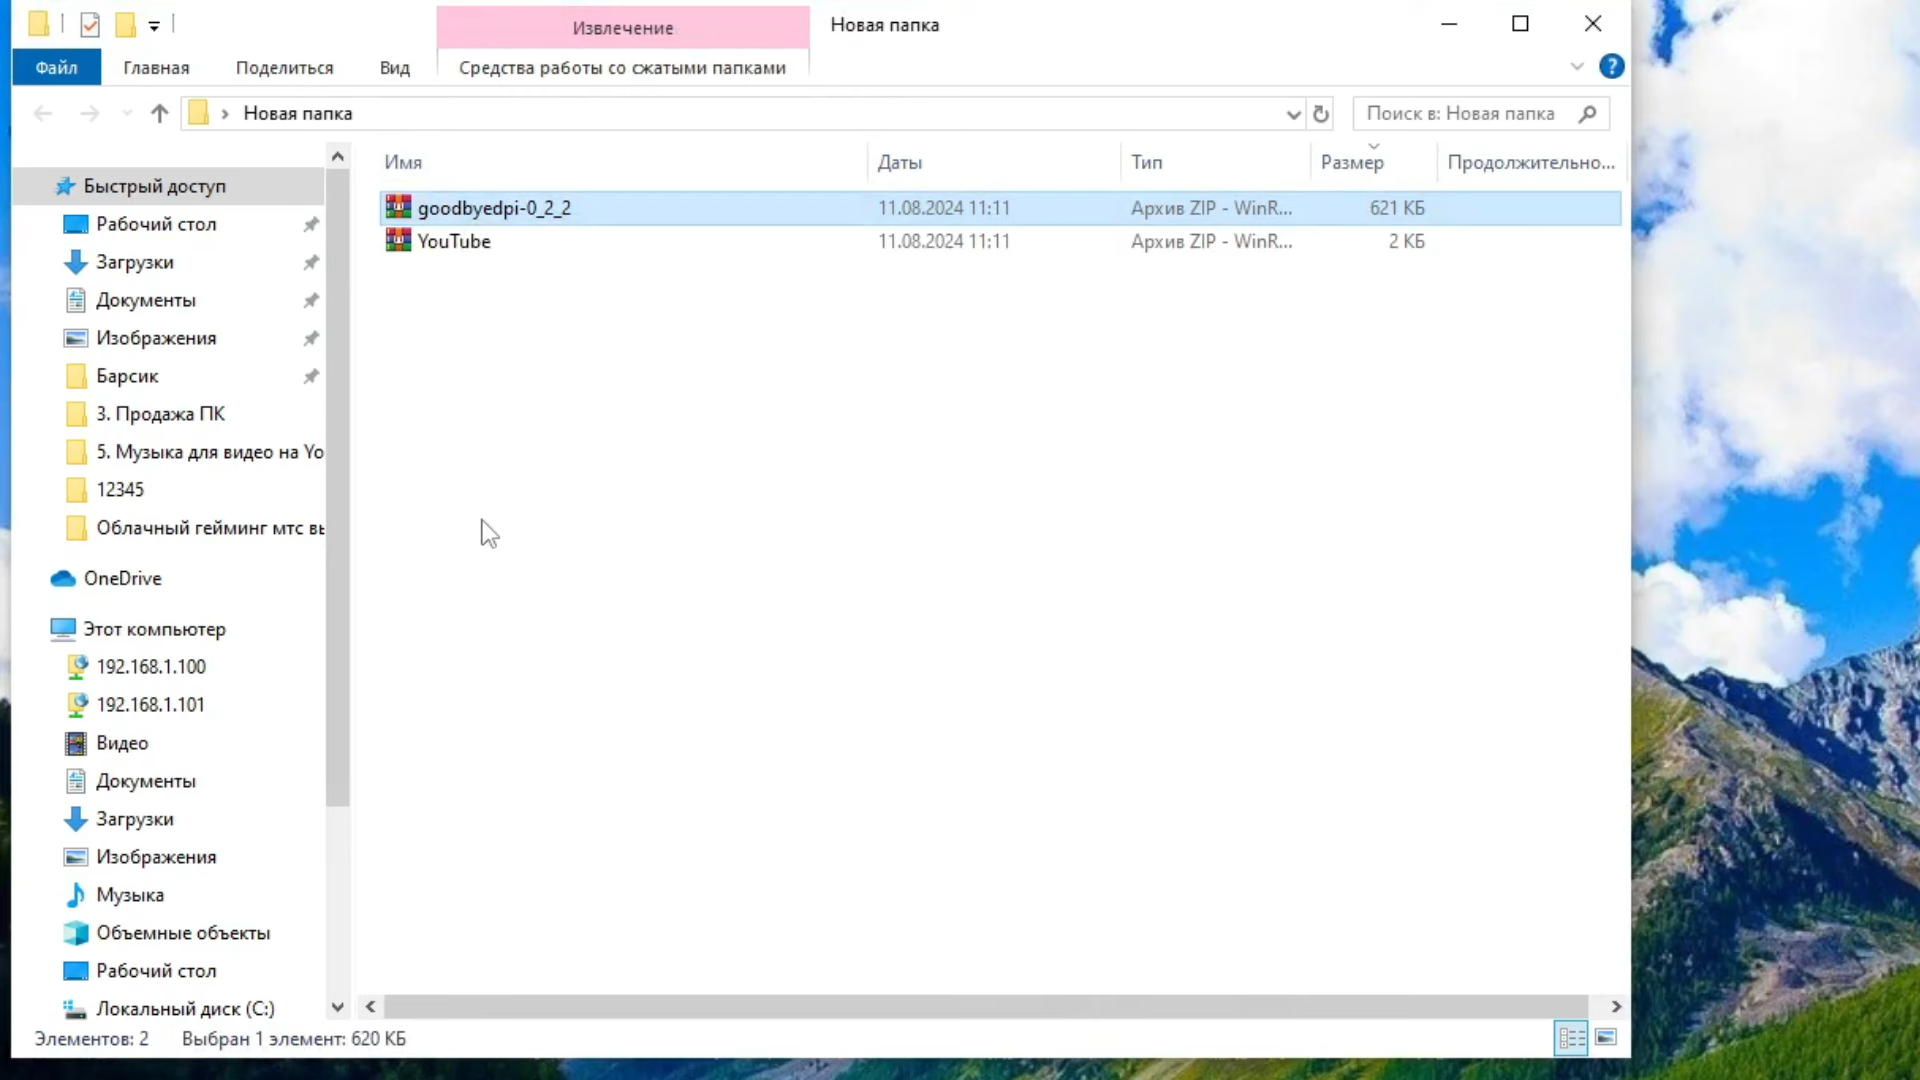 Извлечение
Новая папка
Файл
Главная
Поделиться
Вид
Средства работы со сжатыми папками
Новая папка
Поиск в: Новая папка
Имя
Даты
Тип
Размер
Продолжительно...
goodbyedpi-0_2_2 11.08.2024 11:11 Архив ZIP - WinR... 621 КБ
YouTube 11.08.2024 11:11 Архив ZIP - WinR... 2 КБ
Быстрый доступ
Рабочий стол
Загрузки
Документы
Изображения
Барсик
3. Продажа ПК
5. Музыка для видео на Yo
12345
Облачный гейминг мтс вы
OneDrive
Этот компьютер
192.168.1.100
192.168.1.101
Видео
Документы
Загрузки
Изображения
Музыка
Объемные объекты
Рабочий стол
Локальный диск (C:)
Элементов: 2
Выбран 1 элемент: 620 КБ